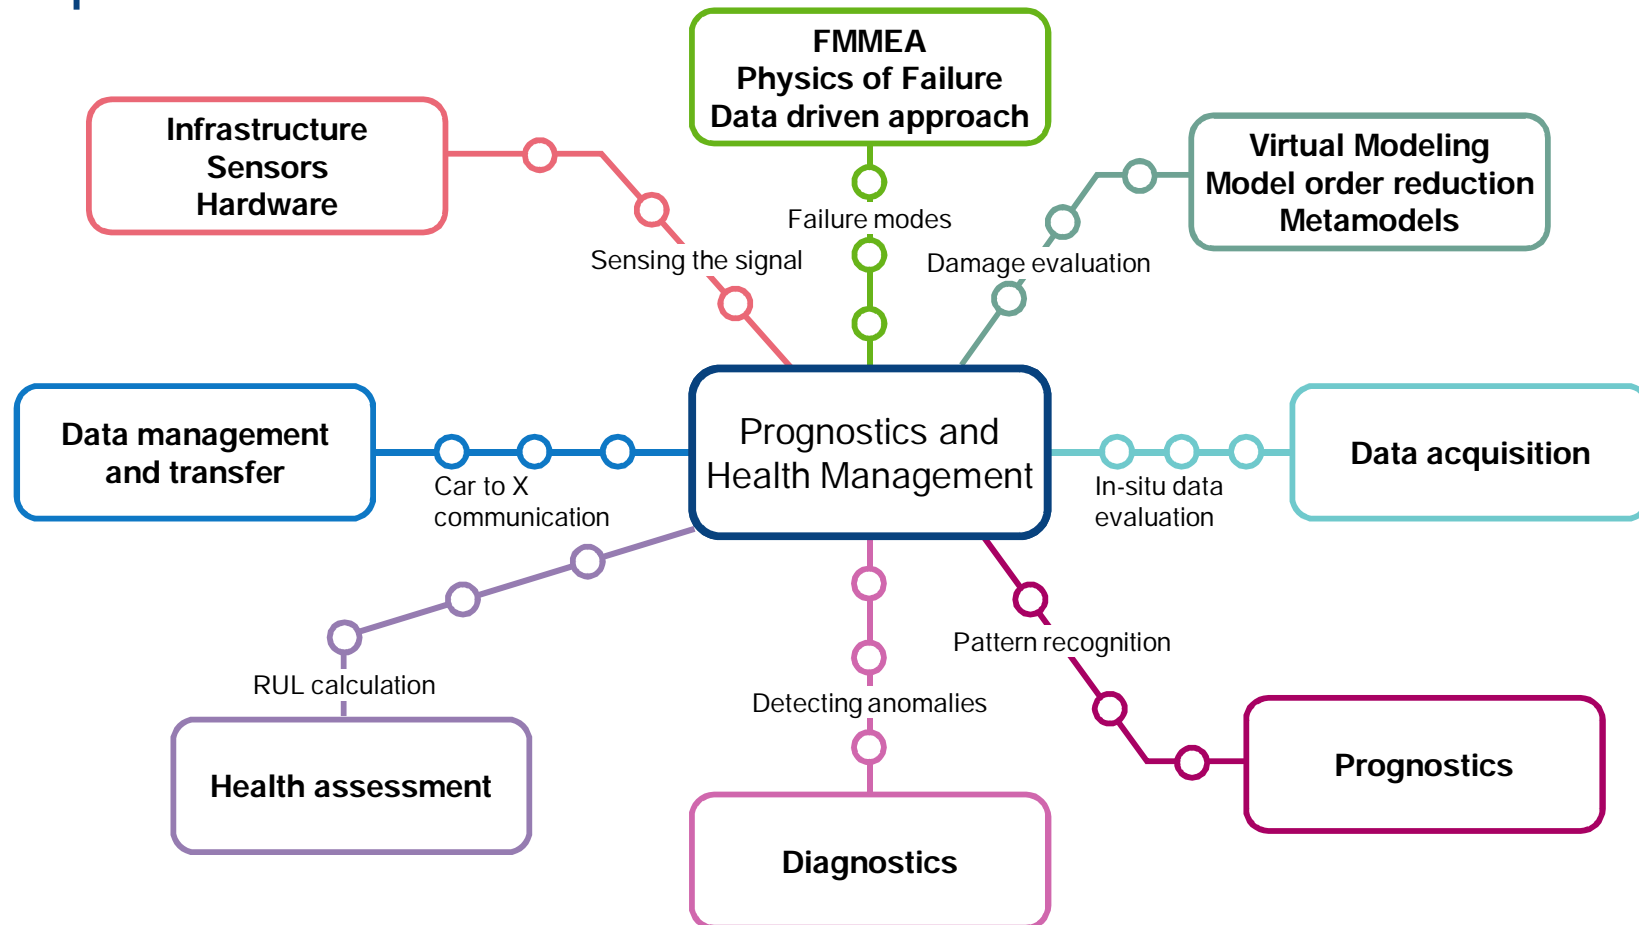 FMMEA
Physics of Failure
Data driven approach
Infrastructure
Sensors
Hardware
Virtual Modeling
Model order reduction
Metamodels
Failure modes
Sensing the signal
Damage evaluation
Data management
and transfer
Prognostics and
Health Management
Data acquisition
Car to X
communication
In-situ data
evaluation
Pattern recognition
RUL calculation
Detecting anomalies
Health assessment
Prognostics
Diagnostics